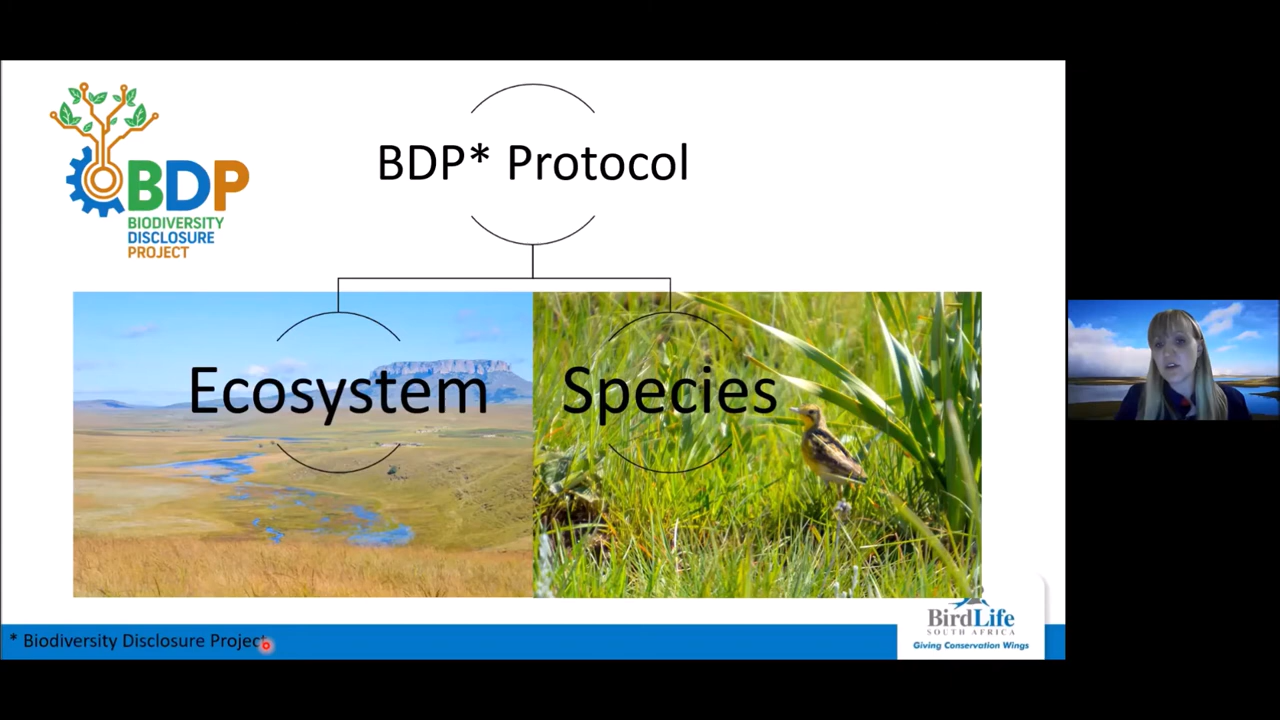 BDP* Protocol
BDP
BIODIVERSITY
DISCLOSURE
PROJECT
Ecosystem
Species
* Biodiversity Disclosure Project
BirdLife
SOUTH AFRICA
Giving Conservation Wings